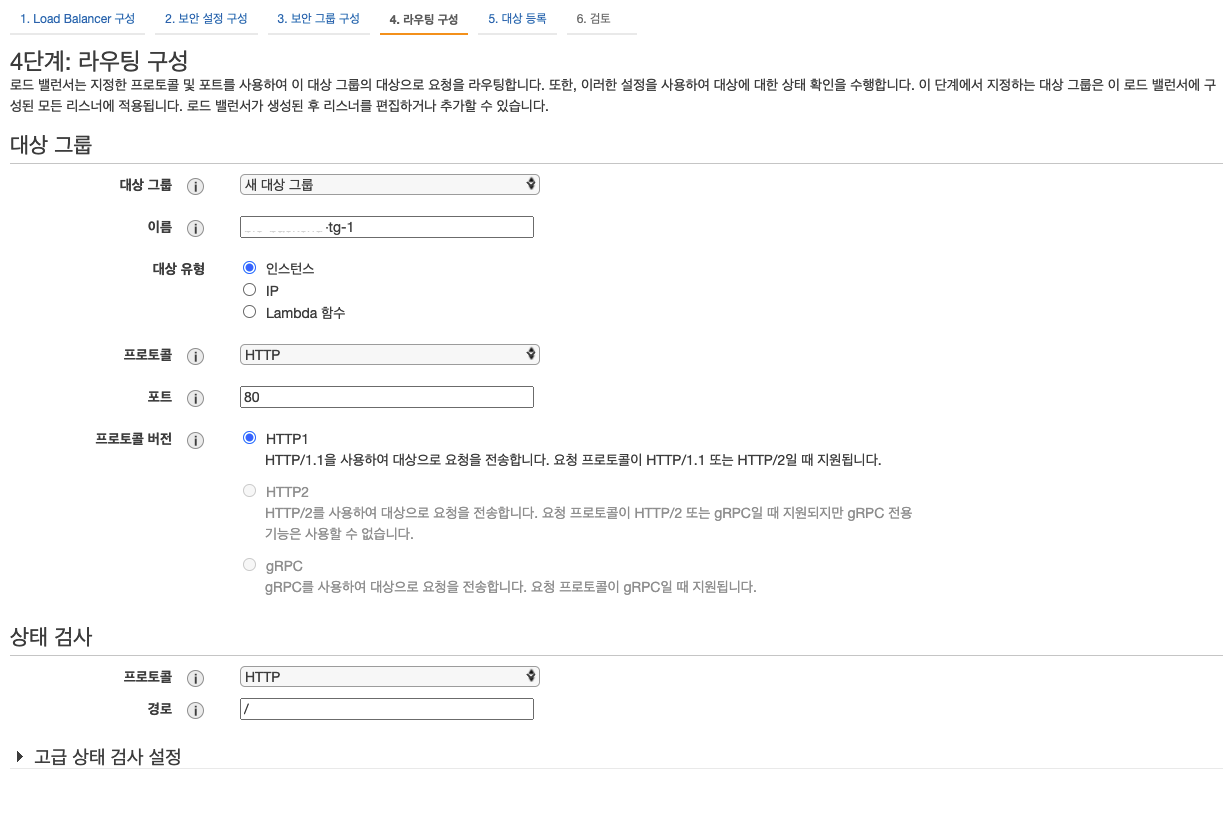 1. Load Balancer 구성 2. 보안 설정 구성 3. 보안 그룹 구성 4. 라우팅 구성 5. 대상 등록 6. 검토
4단계: 라우팅 구성
로드 밸런서는 지정한 프로토콜 및 포트를 사용하여 이 대상 그룹의 대상으로 요청을 라우팅합니다. 또한, 이러한 설정을 사용하여 대상에 대한 상태 확인을 수행합니다. 이 단계에서 지정하는 대상 그룹은 이 로드 밸런서에 구
성된 모든 리스너에 적용됩니다. 로드 밸런서가 생성된 후 리스너를 편집하거나 추가할 수 있습니다.
대상 그룹
대상 그룹 i 새 대상 그룹
이름 i -tg-1
대상 유형 인스턴스
IP
Lambda 함수
프로토콜 i HTTP
포트 i 80
프로토콜 버전 i HTTP1
HTTP/1.1을 사용하여 대상으로 요청을 전송합니다. 요청 프로토콜이 HTTP/1.1 또는 HTTP/2일 때 지원됩니다.
HTTP2
HTTP/2를 사용하여 대상으로 요청을 전송합니다. 요청 프로토콜이 HTTP/2 또는 gRPC일 때 지원되지만 gRPC 전용
기능은 사용할 수 없습니다.
gRPC
gRPC를 사용하여 대상으로 요청을 전송합니다. 요청 프로토콜이 gRPC일 때 지원됩니다.
상태 검사
프로토콜 i HTTP
경로 i /
고급 상태 검사 설정